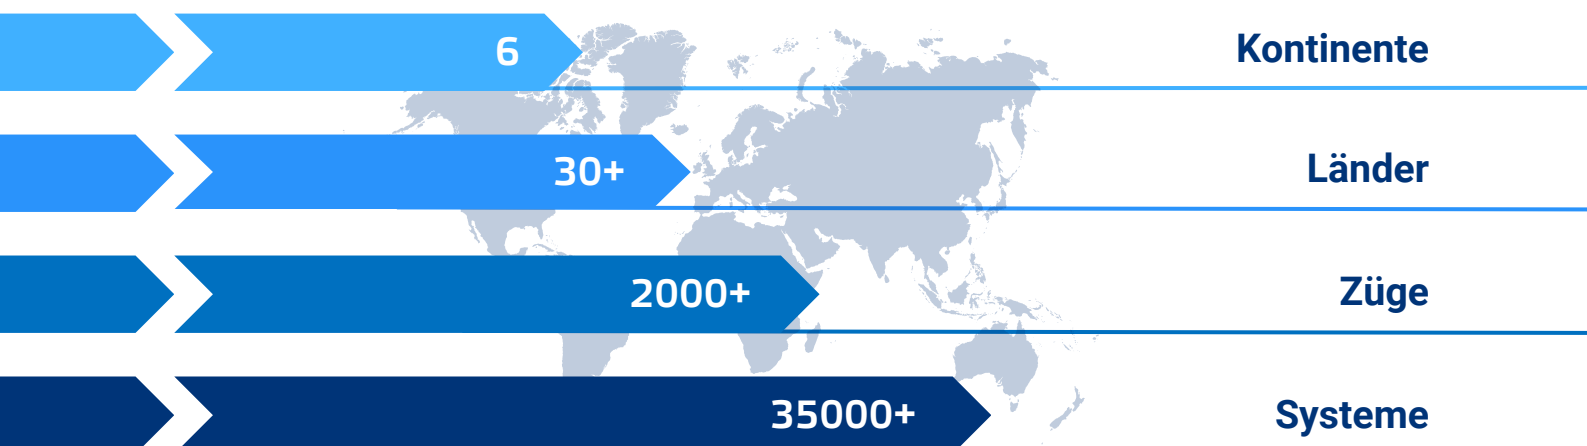 6 Kontinente
30+ Länder
2000+ Züge
35000+ Systeme